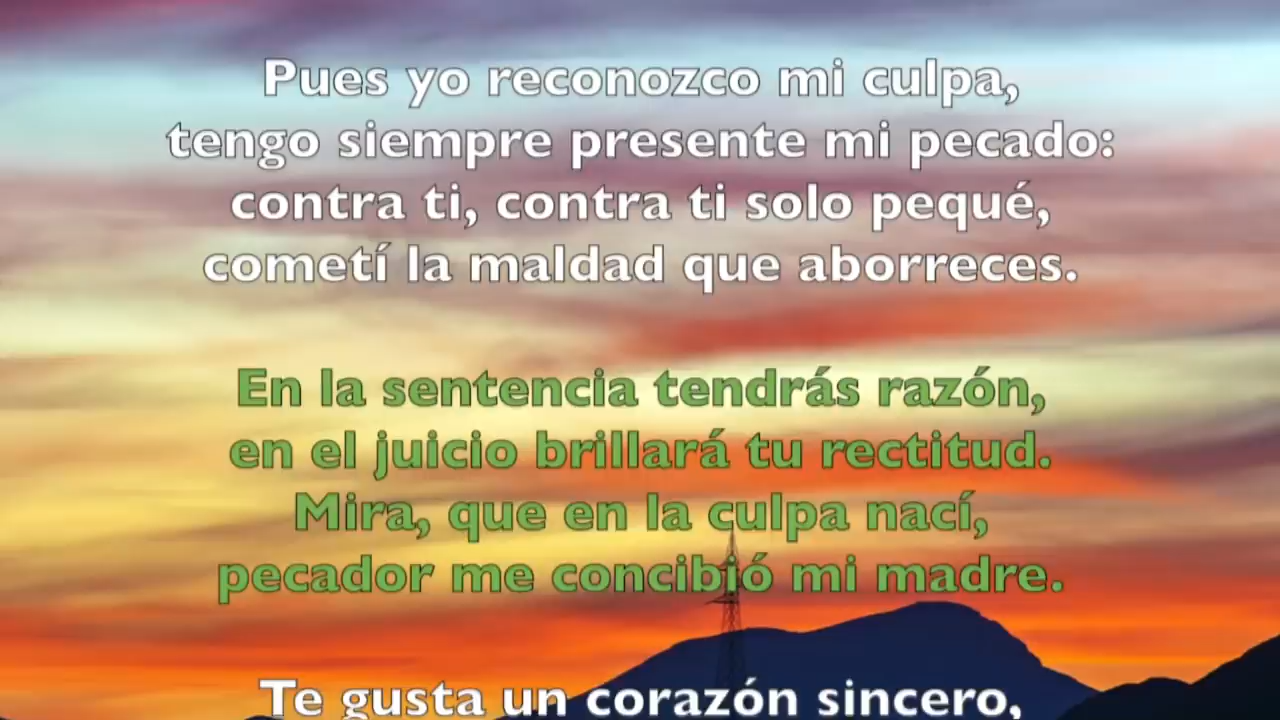 Pues yo reconozco mi culpa,
tengo siempre presente mi pecado:
contra ti, contra ti solo pequé,
cometí la maldad que aborreces.
En la sentencia tendrás razón,
en el juicio brillará tu rectitud.
Mira, que en la culpa nací,
pecador me concibió mi madre.
Te gusta un corazón sincero,